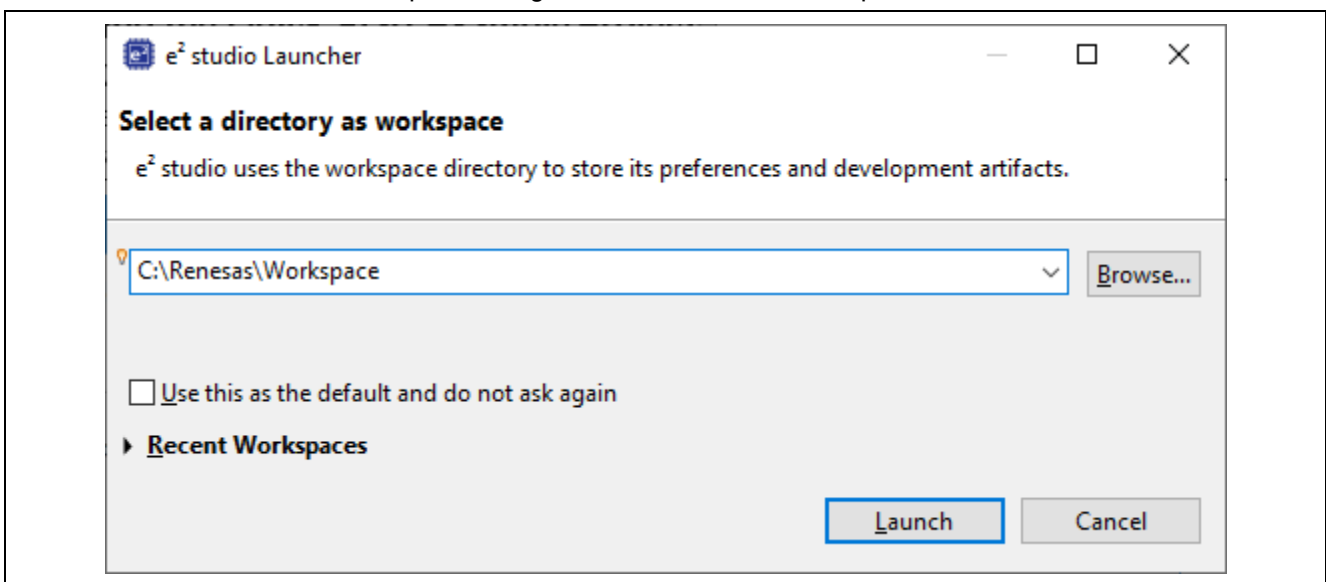 e² studio Launcher
Select a directory as workspace
e² studio uses the workspace directory to store its preferences and development artifacts.
C:\Renesas\Workspace
Browse...
Use this as the default and do not ask again
Recent Workspaces
Launch
Cancel